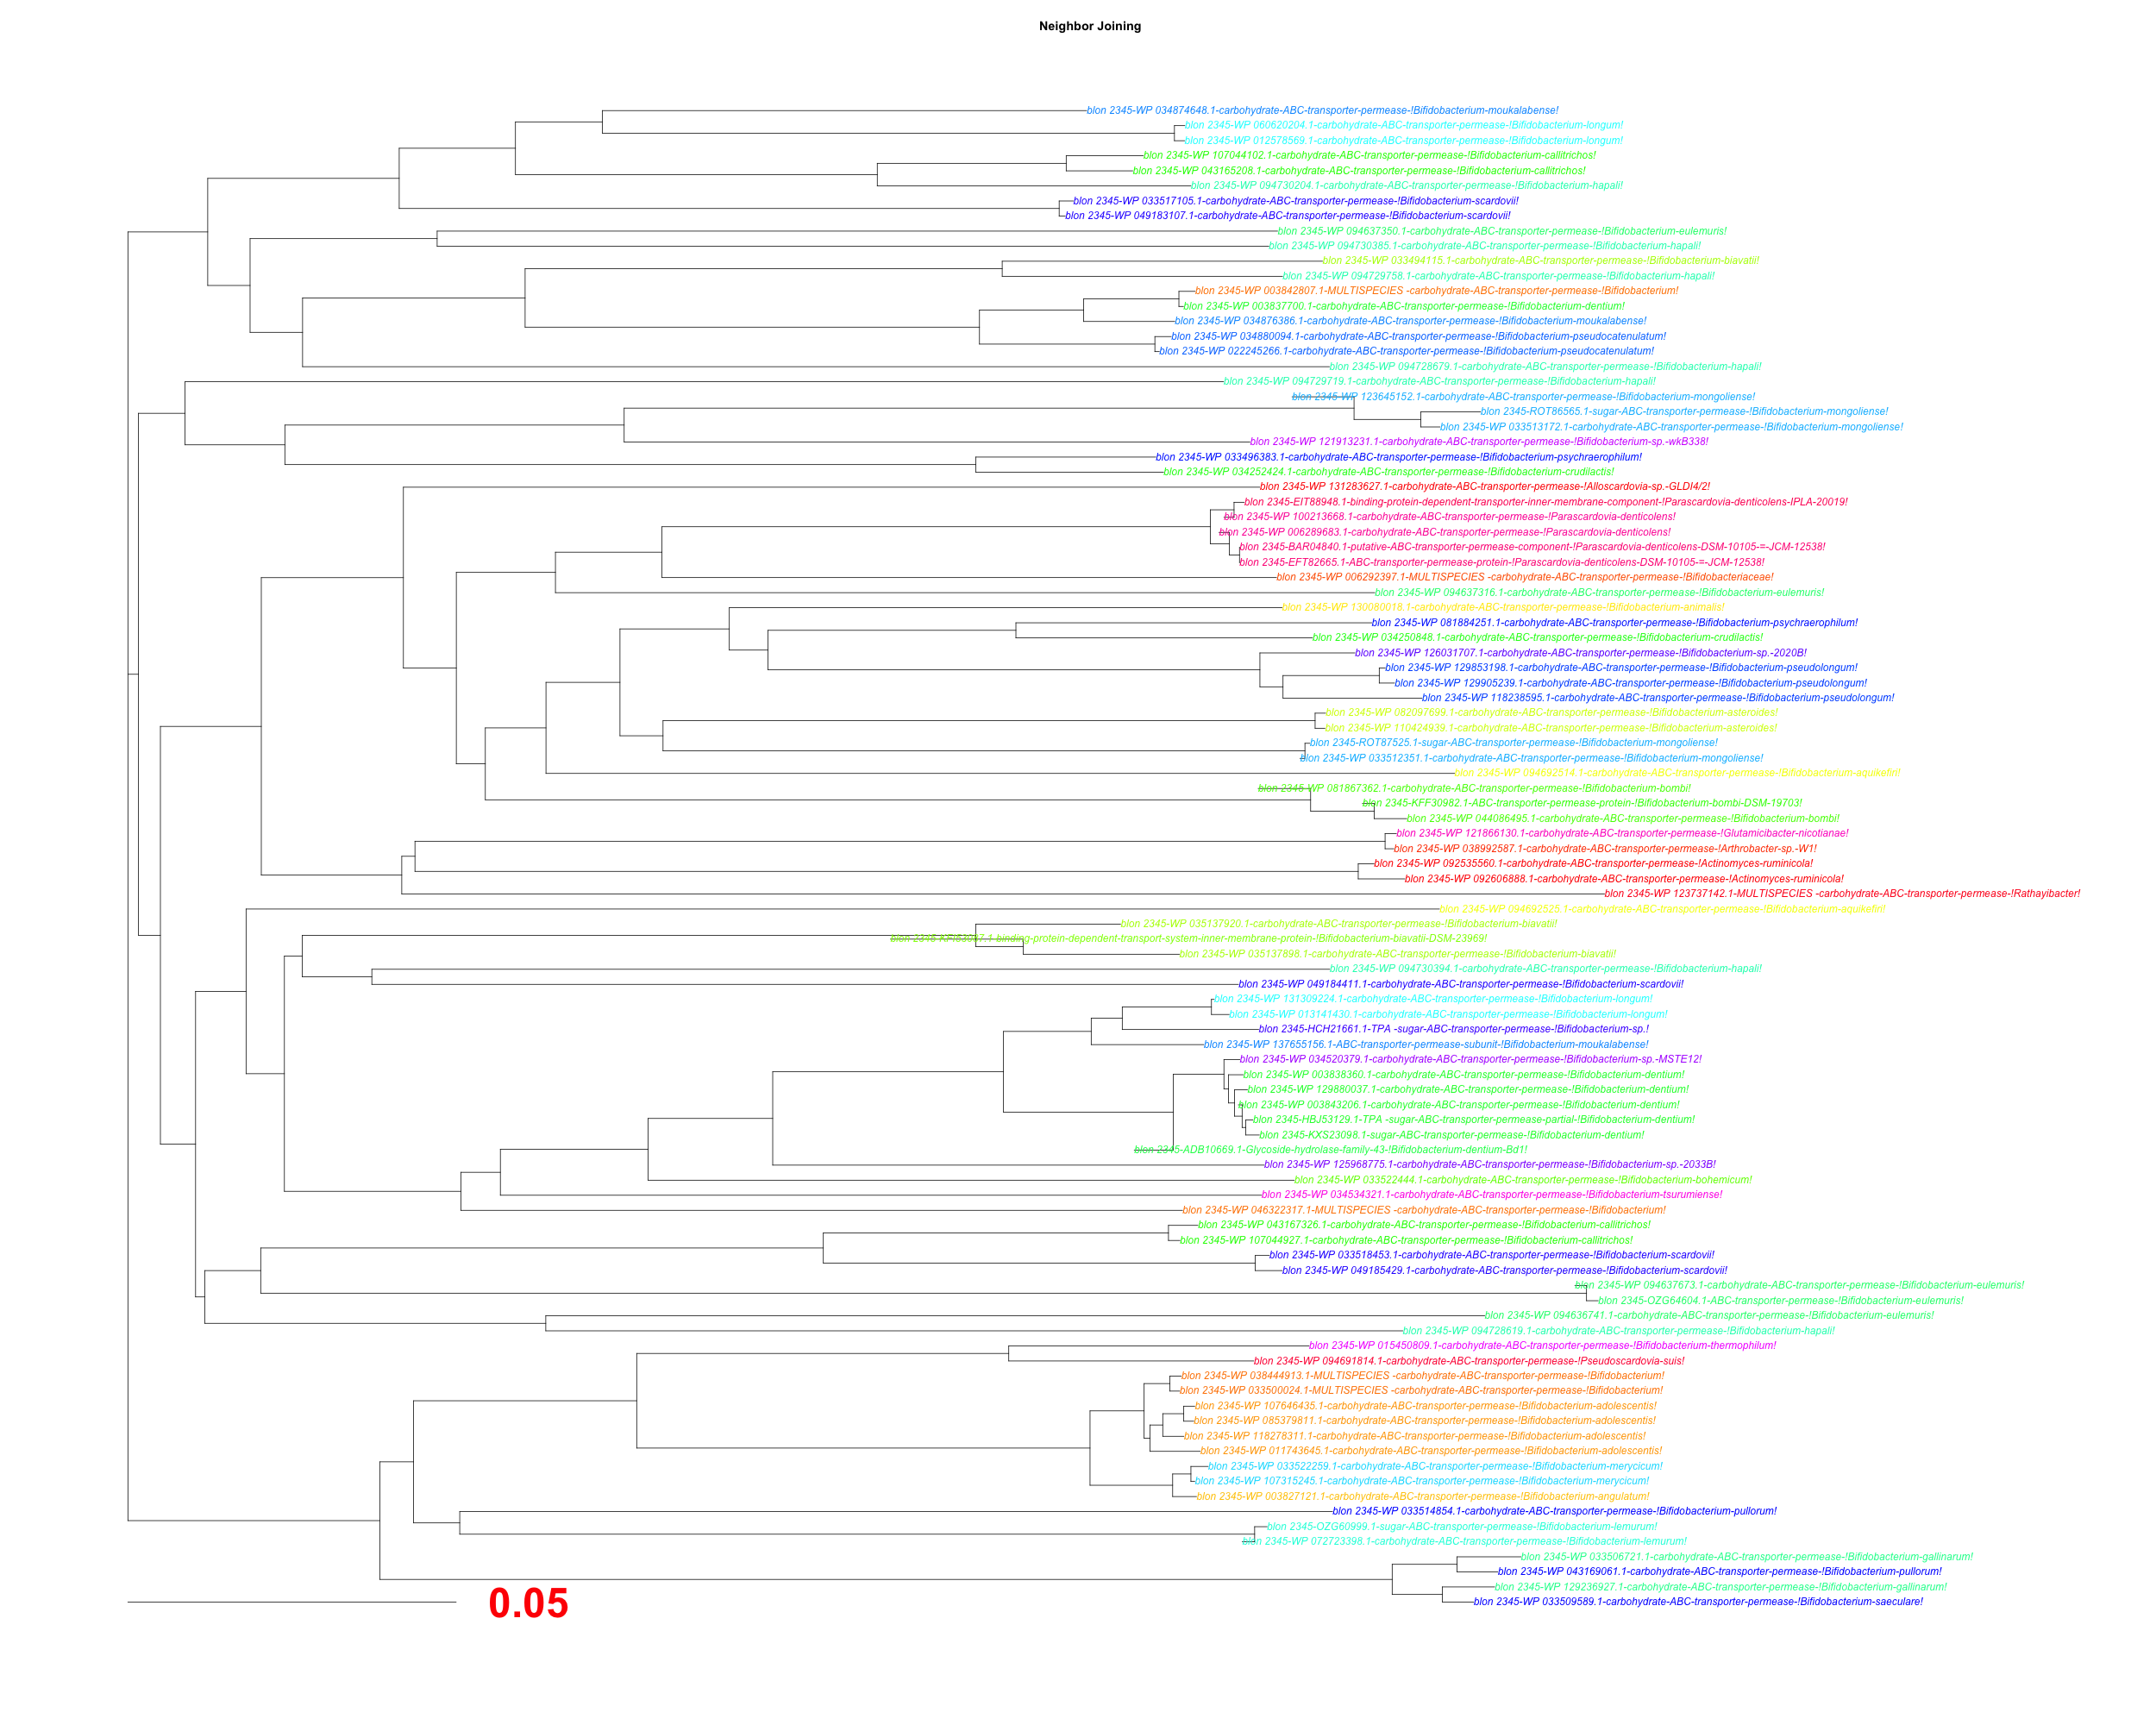 Neighbor Joining
blon 2345-WP 034874648.1-carbohydrate-ABC-transporter-permease-!Bifidobacterium-moukalabense!
blon 2345-WP 060620204.1-carbohydrate-ABC-transporter-permease-!Bifidobacterium-longum!
blon 2345-WP 012578569.1-carbohydrate-ABC-transporter-permease-!Bifidobacterium-longum!
blon 2345-WP 107044102.1-carbohydrate-ABC-transporter-permease-!Bifidobacterium-callitrichos!
blon 2345-WP 043165208.1-carbohydrate-ABC-transporter-permease-!Bifidobacterium-callitrichos!
blon 2345-WP 094730204.1-carbohydrate-ABC-transporter-permease-!Bifidobacterium-hapali!
blon 2345-WP 033517105.1-carbohydrate-ABC-transporter-permease-!Bifidobacterium-scardovii!
blon 2345-WP 049183107.1-carbohydrate-ABC-transporter-permease-!Bifidobacterium-scardovii!
blon 2345-WP 094637350.1-carbohydrate-ABC-transporter-permease-!Bifidobacterium-eulemuris!
blon 2345-WP 094730385.1-carbohydrate-ABC-transporter-permease-!Bifidobacterium-hapali!
blon 2345-WP 033494115.1-carbohydrate-ABC-transporter-permease-!Bifidobacterium-biavatii!
blon 2345-WP 094729758.1-carbohydrate-ABC-transporter-permease-!Bifidobacterium-hapali!
blon 2345-WP 003842807.1-MULTISPECIES -carbohydrate-ABC-transporter-permease-!Bifidobacterium!
blon 2345-WP 003837700.1-carbohydrate-ABC-transporter-permease-!Bifidobacterium-dentium!
blon 2345-WP 034876386.1-carbohydrate-ABC-transporter-permease-!Bifidobacterium-moukalabense!
blon 2345-WP 034880094.1-carbohydrate-ABC-transporter-permease-!Bifidobacterium-pseudocatenulatum!
blon 2345-WP 022245266.1-carbohydrate-ABC-transporter-permease-!Bifidobacterium-pseudocatenulatum!
blon 2345-WP 094728679.1-carbohydrate-ABC-transporter-permease-!Bifidobacterium-hapali!
blon 2345-WP 094729719.1-carbohydrate-ABC-transporter-permease-!Bifidobacterium-hapali!
blon 2345-WP 123645152.1-carbohydrate-ABC-transporter-permease-!Bifidobacterium-mongoliense!
blon 2345-ROT86565.1-sugar-ABC-transporter-permease-!Bifidobacterium-mongoliense!
blon 2345-WP 033513172.1-carbohydrate-ABC-transporter-permease-!Bifidobacterium-mongoliense!
blon 2345-WP 121913231.1-carbohydrate-ABC-transporter-permease-!Bifidobacterium-sp.-wkB338!
blon 2345-WP 033496383.1-carbohydrate-ABC-transporter-permease-!Bifidobacterium-psychraerophilum!
blon 2345-WP 034252424.1-carbohydrate-ABC-transporter-permease-!Bifidobacterium-crudilactis!
blon 2345-WP 131283627.1-carbohydrate-ABC-transporter-permease-!Alloscardovia-sp.-GLDI4/2!
blon 2345-EIT88948.1-binding-protein-dependent-transporter-inner-membrane-component-!Parascardovia-denticolens-IPLA-20019!
blon 2345-WP 100213668.1-carbohydrate-ABC-transporter-permease-!Parascardovia-denticolens!
blon 2345-WP 006289683.1-carbohydrate-ABC-transporter-permease-!Parascardovia-denticolens!
blon 2345-BAR04840.1-putative-ABC-transporter-permease-component-!Parascardovia-denticolens-DSM-10105-=-JCM-12538!
blon 2345-EFT82665.1-ABC-transporter-permease-protein-!Parascardovia-denticolens-DSM-10105-=-JCM-12538!
blon 2345-WP 006292397.1-MULTISPECIES -carbohydrate-ABC-transporter-permease-!Bifidobacteriaceae!
blon 2345-WP 094637316.1-carbohydrate-ABC-transporter-permease-!Bifidobacterium-eulemuris!
blon 2345-WP 130080018.1-carbohydrate-ABC-transporter-permease-!Bifidobacterium-animalis!
blon 2345-WP 081884251.1-carbohydrate-ABC-transporter-permease-!Bifidobacterium-psychraerophilum!
blon 2345-WP 034250848.1-carbohydrate-ABC-transporter-permease-!Bifidobacterium-crudilactis!
blon 2345-WP 126031707.1-carbohydrate-ABC-transporter-permease-!Bifidobacterium-sp.-2020B!
blon 2345-WP 129853198.1-carbohydrate-ABC-transporter-permease-!Bifidobacterium-pseudolongum!
blon 2345-WP 129905239.1-carbohydrate-ABC-transporter-permease-!Bifidobacterium-pseudolongum!
blon 2345-WP 118238595.1-carbohydrate-ABC-transporter-permease-!Bifidobacterium-pseudolongum!
blon 2345-WP 082097699.1-carbohydrate-ABC-transporter-permease-!Bifidobacterium-asteroides!
blon 2345-WP 110424939.1-carbohydrate-ABC-transporter-permease-!Bifidobacterium-asteroides!
blon 2345-ROT87525.1-sugar-ABC-transporter-permease-!Bifidobacterium-mongoliense!
blon 2345-WP 033512351.1-carbohydrate-ABC-transporter-permease-!Bifidobacterium-mongoliense!
blon 2345-WP 094692514.1-carbohydrate-ABC-transporter-permease-!Bifidobacterium-aquikefiri!
blon 2345-WP 081867362.1-carbohydrate-ABC-transporter-permease-!Bifidobacterium-bombi!
blon 2345-KFF30982.1-ABC-transporter-permease-protein-!Bifidobacterium-bombi-DSM-19703!
blon 2345-WP 044086495.1-carbohydrate-ABC-transporter-permease-!Bifidobacterium-bombi!
blon 2345-WP 121866130.1-carbohydrate-ABC-transporter-permease-!Glutamicibacter-nicotianae!
blon 2345-WP 038992587.1-carbohydrate-ABC-transporter-permease-!Arthrobacter-sp.-W1!
blon 2345-WP 092535560.1-carbohydrate-ABC-transporter-permease-!Actinomyces-ruminicola!
blon 2345-WP 092606888.1-carbohydrate-ABC-transporter-permease-!Actinomyces-ruminicola!
blon 2345-WP 123737142.1-MULTISPECIES -carbohydrate-ABC-transporter-permease-!Rathayibacter!
blon 2345-WP 094692525.1-carbohydrate-ABC-transporter-permease-!Bifidobacterium-aquikefiri!
blon 2345-WP 035137920.1-carbohydrate-ABC-transporter-permease-!Bifidobacterium-biavatii!
blon binding-protein-dependent-transport-system-inner-membrane-protein-!Bifidobacterium-biavatii-DSM-23969!
blon 2345-WP 035137898.1-carbohydrate-ABC-transporter-permease-!Bifidobacterium-biavatii!
blon 2345-WP 094730394.1-carbohydrate-ABC-transporter-permease-!Bifidobacterium-hapali!
blon 2345-WP 049184411.1-carbohydrate-ABC-transporter-permease-!Bifidobacterium-scardovii!
blon 2345-WP 131309224.1-carbohydrate-ABC-transporter-permease-!Bifidobacterium-longum!
blon 2345-WP 013141430.1-carbohydrate-ABC-transporter-permease-!Bifidobacterium-longum!
blon 2345-HCH21661.1-TPA -sugar-ABC-transporter-permease-!Bifidobacterium-sp.!
blon 2345-WP 137655156.1-ABC-transporter-permease-subunit-!Bifidobacterium-moukalabense!
blon 2345-WP 034520379.1-carbohydrate-ABC-transporter-permease-!Bifidobacterium-sp.-MSTE12!
blon 2345-WP 003838360.1-carbohydrate-ABC-transporter-permease-!Bifidobacterium-dentium!
blon 2345-WP 129880037.1-carbohydrate-ABC-transporter-permease-!Bifidobacterium-dentium!
blon 2345-WP 003843206.1-carbohydrate-ABC-transporter-permease-!Bifidobacterium-dentium!
blon 2345-HBJ53129.1-TPA -sugar-ABC-transporter-permease-partial-!Bifidobacterium-dentium!
blon 2345-KXS23098.1-sugar-ABC-transporter-permease-!Bifidobacterium-dentium!
blon 2345-ADB10669.1-Glycoside-hydrolase-family-43-!Bifidobacterium-dentium-Bd1!
blon 2345-WP 125968775.1-carbohydrate-ABC-transporter-permease-!Bifidobacterium-sp.-2033B!
blon 2345-WP 033522444.1-carbohydrate-ABC-transporter-permease-!Bifidobacterium-bohemicum!
blon 2345-WP 034534321.1-carbohydrate-ABC-transporter-permease-!Bifidobacterium-tsurumiense!
blon 2345-WP 046322317.1-MULTISPECIES -carbohydrate-ABC-transporter-permease-!Bifidobacterium!
blon 2345-WP 043167326.1-carbohydrate-ABC-transporter-permease-!Bifidobacterium-callitrichos!
blon 2345-WP 107044927.1-carbohydrate-ABC-transporter-permease-!Bifidobacterium-callitrichos!
blon 2345-WP 033518453.1-carbohydrate-ABC-transporter-permease-!Bifidobacterium-scardovii!
blon 2345-WP 049185429.1-carbohydrate-ABC-transporter-permease-!Bifidobacterium-scardovii!
blon 2345-WP 094637673.1-carbohydrate-ABC-transporter-permease-!Bifidobacterium-eulemuris!
blon 2345-OZG64604.1-ABC-transporter-permease-!Bifidobacterium-eulemuris!
blon 2345-WP 094636741.1-carbohydrate-ABC-transporter-permease-!Bifidobacterium-eulemuris!
blon 2345-WP 094728619.1-carbohydrate-ABC-transporter-permease-!Bifidobacterium-hapali!
blon 2345-WP 015450809.1-carbohydrate-ABC-transporter-permease-!Bifidobacterium-thermophilum!
blon 2345-WP 094691814.1-carbohydrate-ABC-transporter-permease-!Pseudoscardovia-suis!
blon 2345-WP 038444913.1-MULTISPECIES -carbohydrate-ABC-transporter-permease-!Bifidobacterium!
blon 2345-WP 033500024.1-MULTISPECIES -carbohydrate-ABC-transporter-permease-!Bifidobacterium!
blon 2345-WP 107646435.1-carbohydrate-ABC-transporter-permease-!Bifidobacterium-adolescentis!
blon 2345-WP 085379811.1-carbohydrate-ABC-transporter-permease-!Bifidobacterium-adolescentis!
blon 2345-WP 118278311.1-carbohydrate-ABC-transporter-permease-!Bifidobacterium-adolescentis!
blon 2345-WP 011743645.1-carbohydrate-ABC-transporter-permease-!Bifidobacterium-adolescentis!
blon 2345-WP 033522259.1-carbohydrate-ABC-transporter-permease-!Bifidobacterium-merycicum!
blon 2345-WP 107315245.1-carbohydrate-ABC-transporter-permease-!Bifidobacterium-merycicum!
blon 2345-WP 003827121.1-carbohydrate-ABC-transporter-permease-!Bifidobacterium-angulatum!
blon 2345-WP 033514854.1-carbohydrate-ABC-transporter-permease-!Bifidobacterium-pullorum!
blon 2345-OZG60999.1-sugar-ABC-transporter-permease-!Bifidobacterium-lemurum!
blon 2345-WP 072723398.1-carbohydrate-ABC-transporter-permease-!Bifidobacterium-lemurum!
blon 2345-WP 033506721.1-carbohydrate-ABC-transporter-permease-!Bifidobacterium-gallinarum!
blon 2345-WP 043169061.1-carbohydrate-ABC-transporter-permease-!Bifidobacterium-pullorum!
blon 2345-WP 129236927.1-carbohydrate-ABC-transporter-permease-!Bifidobacterium-gallinarum!
blon 2345-WP 033509589.1-carbohydrate-ABC-transporter-permease-!Bifidobacterium-saeculare!
0.05